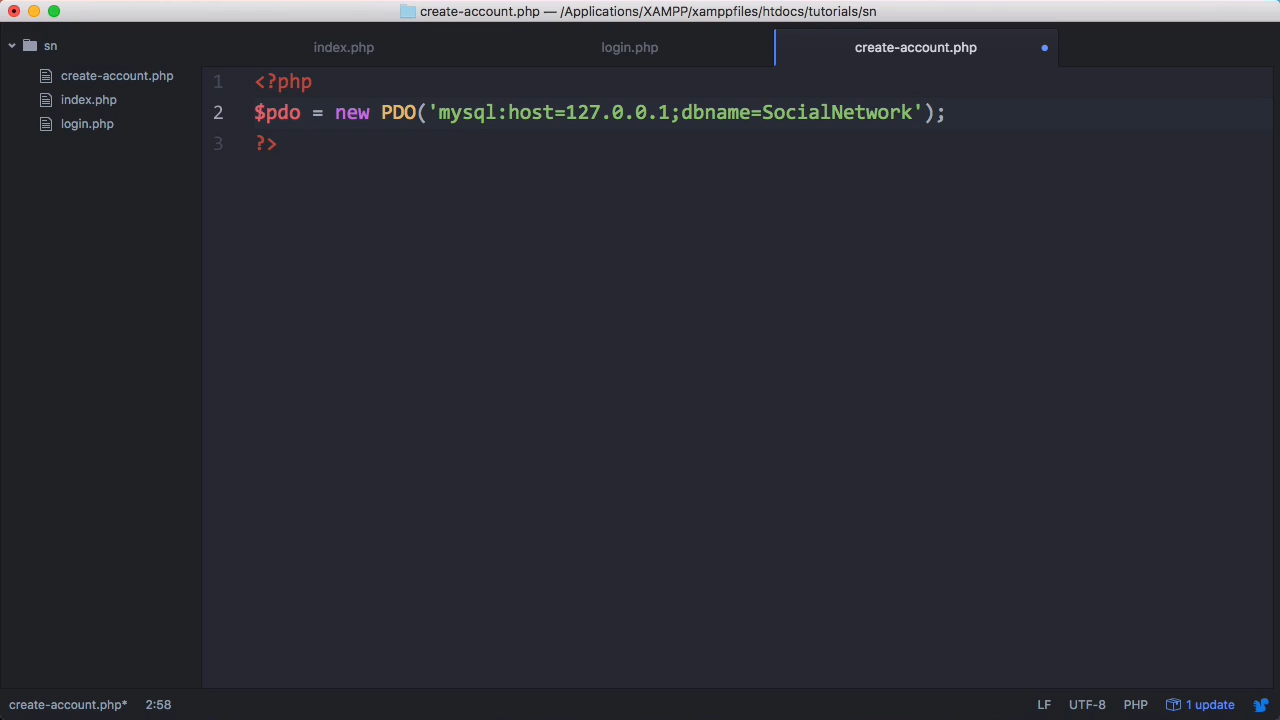 create-account.php — /Applications/XAMPP/xamppfiles/htdocs/tutorials/sn
sn
create-account.php
index.php
login.php
index.php
login.php
create-account.php
1 <?php
2 $pdo = new PDO('mysql:host=127.0.0.1;dbname=SocialNetwork');
3 ?>
create-account.php* 2:58
LF UTF-8 PHP 1 update